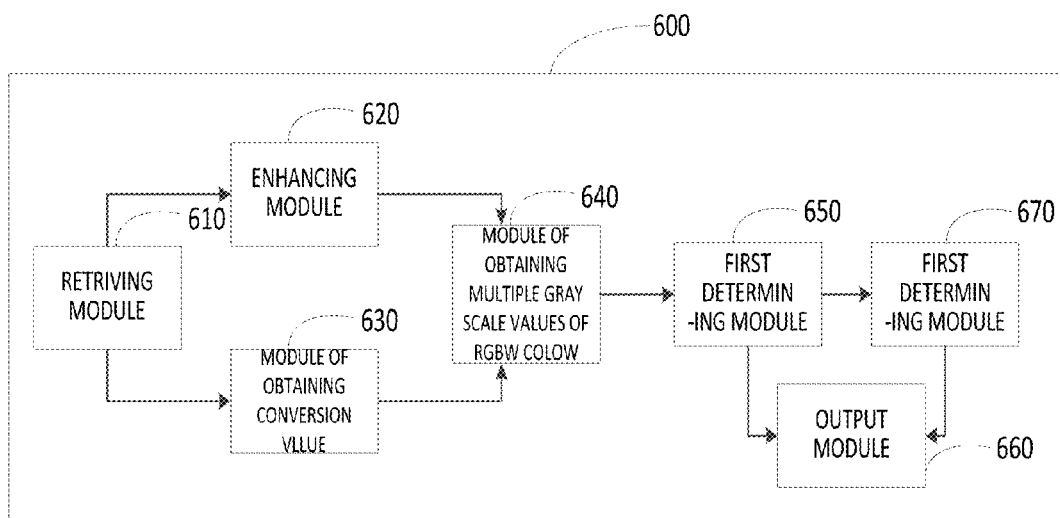 600
620
ENHANCING
MODULE
610
RETRIVING
MODULE
630
MODULE OF
OBTAINING
CONVERSION
VLLUE
640
MODULE OF
OBTAINING
MULTIPLE GRAY
SCALE VALUES OF
RGBW COLOW
650
FIRST
DETERMIN
-ING MODULE
670
FIRST
DETERMIN
-ING MODULE
OUTPUT
MODULE
660